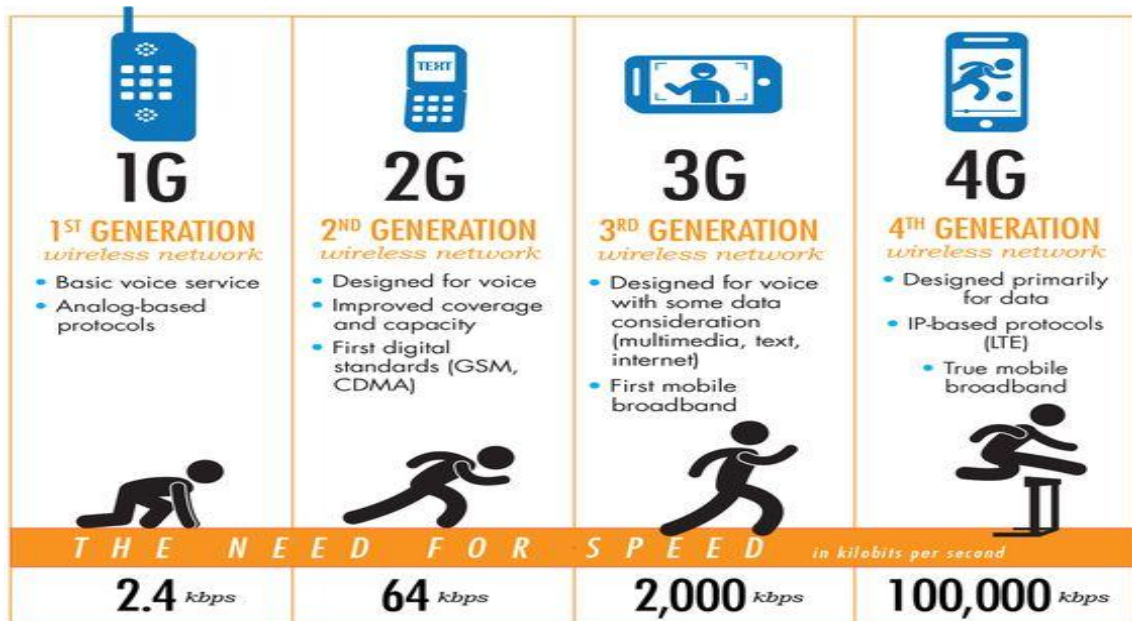 TEXT
1G
1ST GENERATION
wireless network
• Basic voice service
• Analog-based
protocols
2G
2ND GENERATION
wireless network
• Designed for voice
• Improved coverage
and capacity
• First digital
standards (GSM,
CDMA)
3G
3RD GENERATION
wireless network
• Designed for voice
with some data
consideration
(multimedia, text,
internet)
• First mobile
broadband
4G
4TH GENERATION
wireless network
• Designed primarily
for data
• IP-based protocols
(LTE)
• True mobile
broadband
THE NEED FOR SPEED in kilobits per second
2.4 kbps
64 kbps
2,000 kbps
100,000 kbps